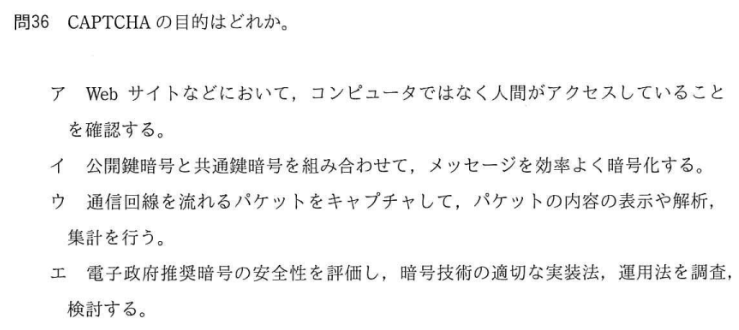 問36 CAPTCHA の目的はどれか。
ア Web サイトなどにおいて，コンピュータではなく人間がアクセスしていること
を確認する。
イ 公開鍵暗号と共通鍵暗号を組み合わせて，メッセージを効率よく暗号化する。
ウ 通信回線を流れるパケットをキャプチャして，パケットの内容の表示や解析，
集計を行う。
エ 電子政府推奨暗号の安全性を評価し，暗号技術の適切な実装法，運用法を調査，
検討する。